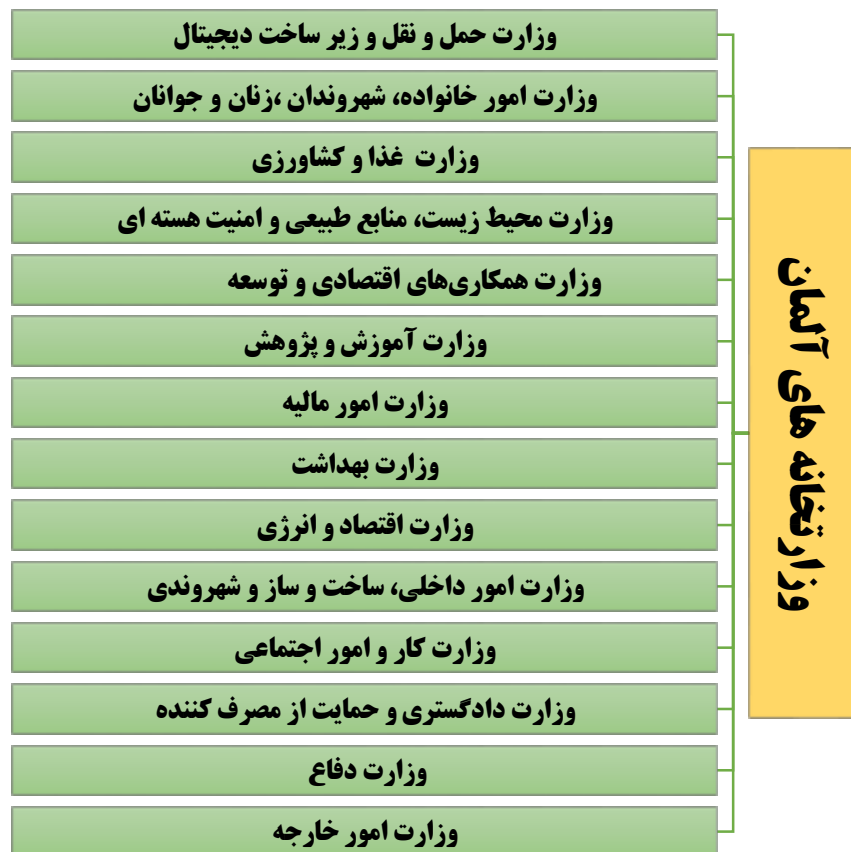 وزارتخانه های آلمان
وزارت حمل و نقل و زیر ساخت دیجیتال
وزارت امور خانواده، شهروندان ،زنان و جوانان
وزارت غذا و کشاورزی
وزارت محیط زیست، منابع طبیعی و امنیت هسته ای
وزارت همکاری‌های اقتصادی و توسعه
وزارت آموزش و پژوهش
وزارت امور مالیه
وزارت بهداشت
وزارت اقتصاد و انرژی
وزارت امور داخلی، ساخت و ساز و شهروندی
وزارت کار و امور اجتماعی
وزارت دادگستری و حمایت از مصرف کننده
وزارت دفاع
وزارت امور خارجه